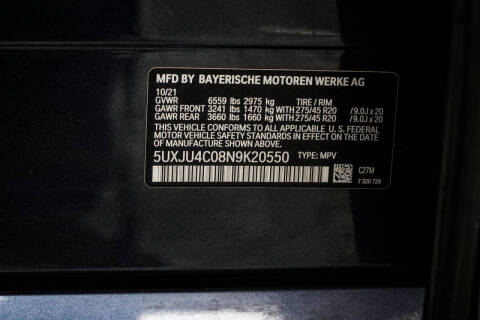 MFD BY BAYERISCHE MOTOREN WERKE AG
10/21
GVWR 6559 lbs 2975 kg TIRE / RIM
GAWR FRONT 3241 lbs 1470 kg WITH 275/45 R20 /9.0J x 20
GAWR REAR 3660 lbs 1660 kg WITH 275/45 R20 /9.0J x 20
THIS VEHICLE CONFORMS TO ALL APPLICABLE U. S. FEDERAL
MOTOR VEHICLE SAFETY STANDARDS IN EFFECT ON THE DATE
OF MANUFACTURE SHOWN ABOVE.
5UXJU4C08N9K20550 TYPE: MPV
C27M
7 320 729